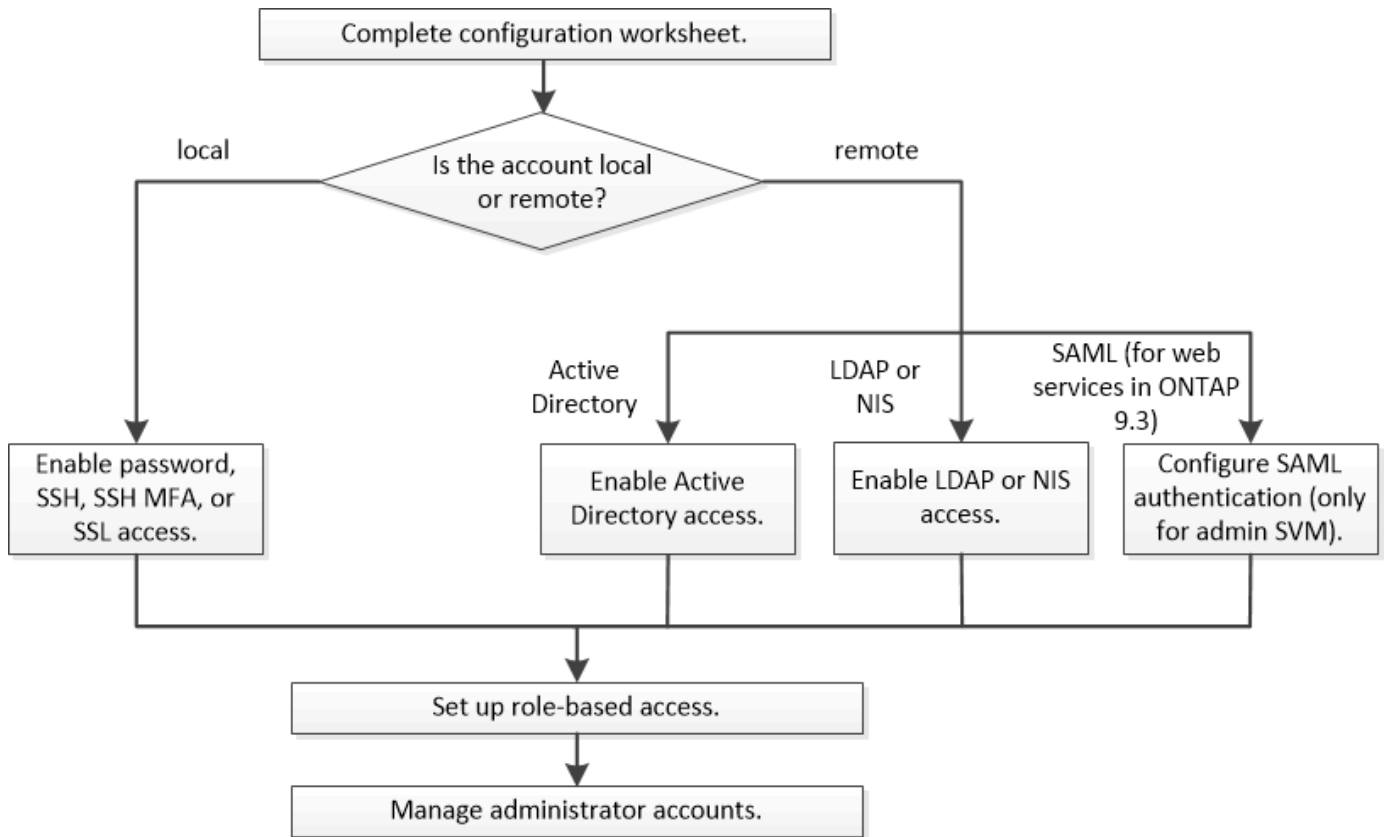 Complete configuration worksheet.
local
Is the account local
or remote?
remote
Active
Directory
LDAP or
NIS
SAML (for web
services in ONTAP
9.3)
Enable password,
SSH, SSH MFA, or
SSL access.
Enable Active
Directory access.
Enable LDAP or NIS
access.
Configure SAML
authentication (only
for admin SVM).
Set up role-based access.
Manage administrator accounts.